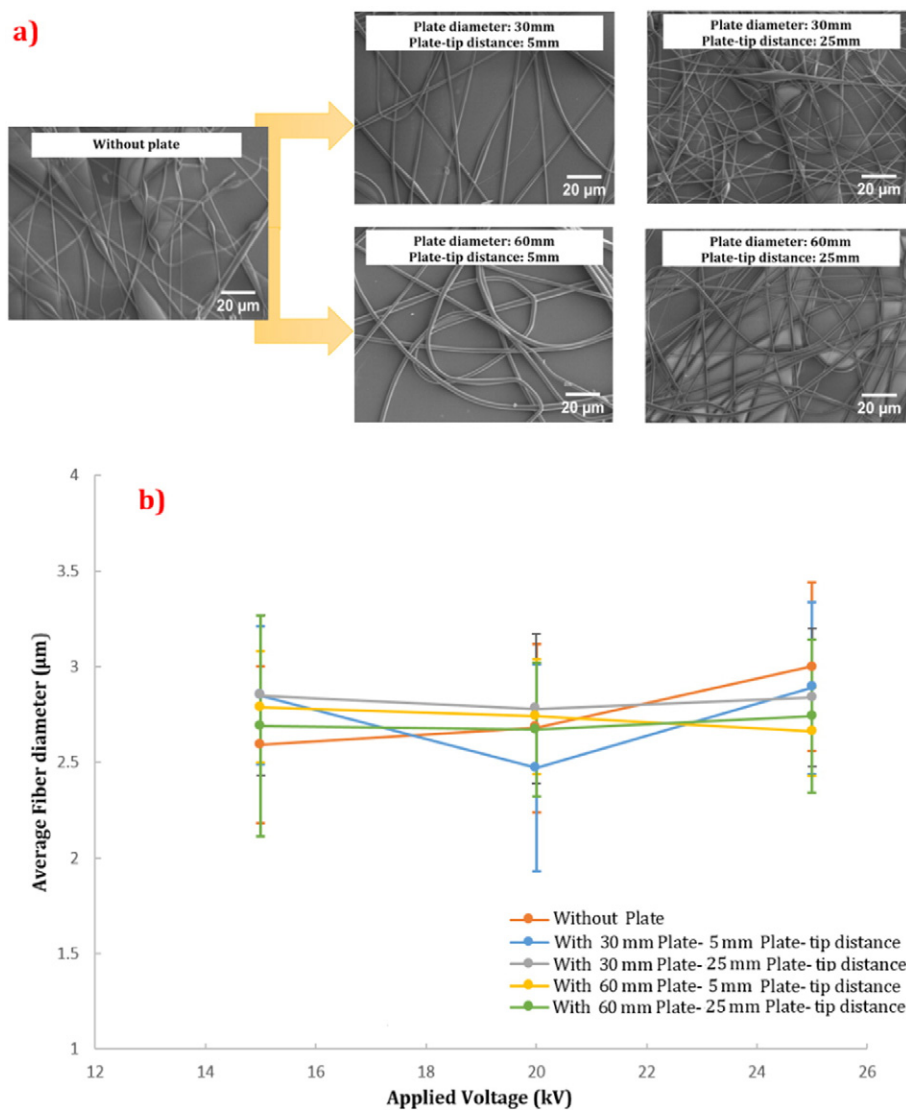 a)
Without plate
20 µm
Plate diameter: 30mm
Plate-tip distance: 5mm
20 µm
Plate diameter: 30mm
Plate-tip distance: 25mm
20 µm
Plate diameter: 60mm
Plate-tip distance: 5mm
20 µm
Plate diameter: 60mm
Plate-tip distance: 25mm
20 µm
b)
Average Fiber diameter (µm)
4
3.5
3
2.5
2
1.5
1
12
14
16
18
20
22
24
26
Applied Voltage (kV)
Without Plate
With 30 mm Plate- 5 mm Plate- tip distance
With 30 mm Plate- 25 mm Plate- tip distance
With 60 mm Plate- 5 mm Plate- tip distance
With 60 mm Plate- 25 mm Plate- tip distance